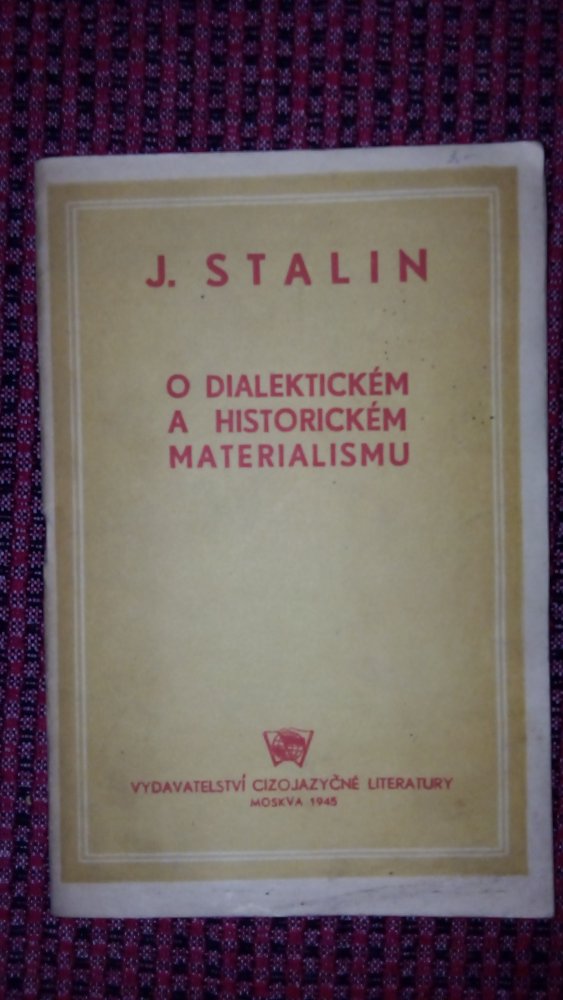 J. STALIN
O DIALEKTICKÉM
A HISTORICKÉM
MATERIALISMU
VYDAVATELSTVÍ CIZOJAZYČNÉ LITERATURY
MOSKVA 1945